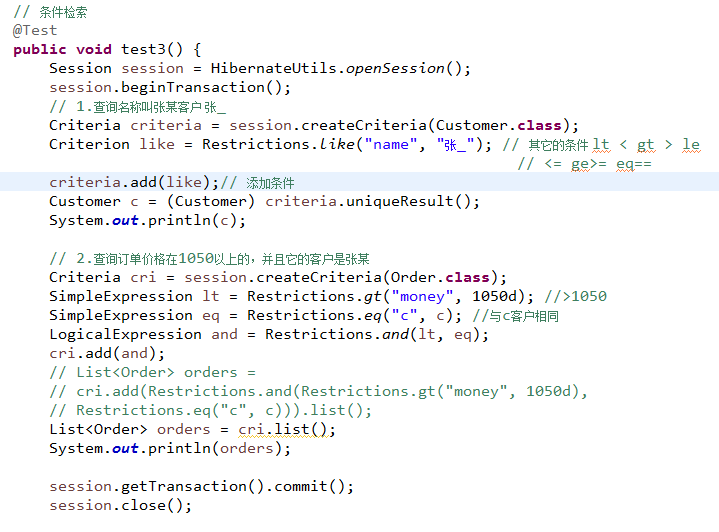 // 条件检索
@Test
public void test3() {
    Session session = HibernateUtils.openSession();
    session.beginTransaction();
    // 1.查询名称叫张某客户 张_
    Criteria criteria = session.createCriteria(Customer.class);
    Criterion like = Restrictions.like("name", "张_"); // 其它的条件 lt < gt > le
                                                    // <= ge>= eq==
    criteria.add(like);// 添加条件
    Customer c = (Customer) criteria.uniqueResult();
    System.out.println(c);

    // 2.查询订单价格在1050以上的，并且它的客户是张某
    Criteria cri = session.createCriteria(Order.class);
    SimpleExpression lt = Restrictions.gt("money", 1050d); //>1050
    SimpleExpression eq = Restrictions.eq("c", c); //与c客户相同
    LogicalExpression and = Restrictions.and(lt, eq);
    cri.add(and);
    // List<Order> orders =
    // cri.add(Restrictions.and(Restrictions.gt("money", 1050d),
    // Restrictions.eq("c", c))).list();
    List<Order> orders = cri.list();
    System.out.println(orders);

    session.getTransaction().commit();
    session.close();